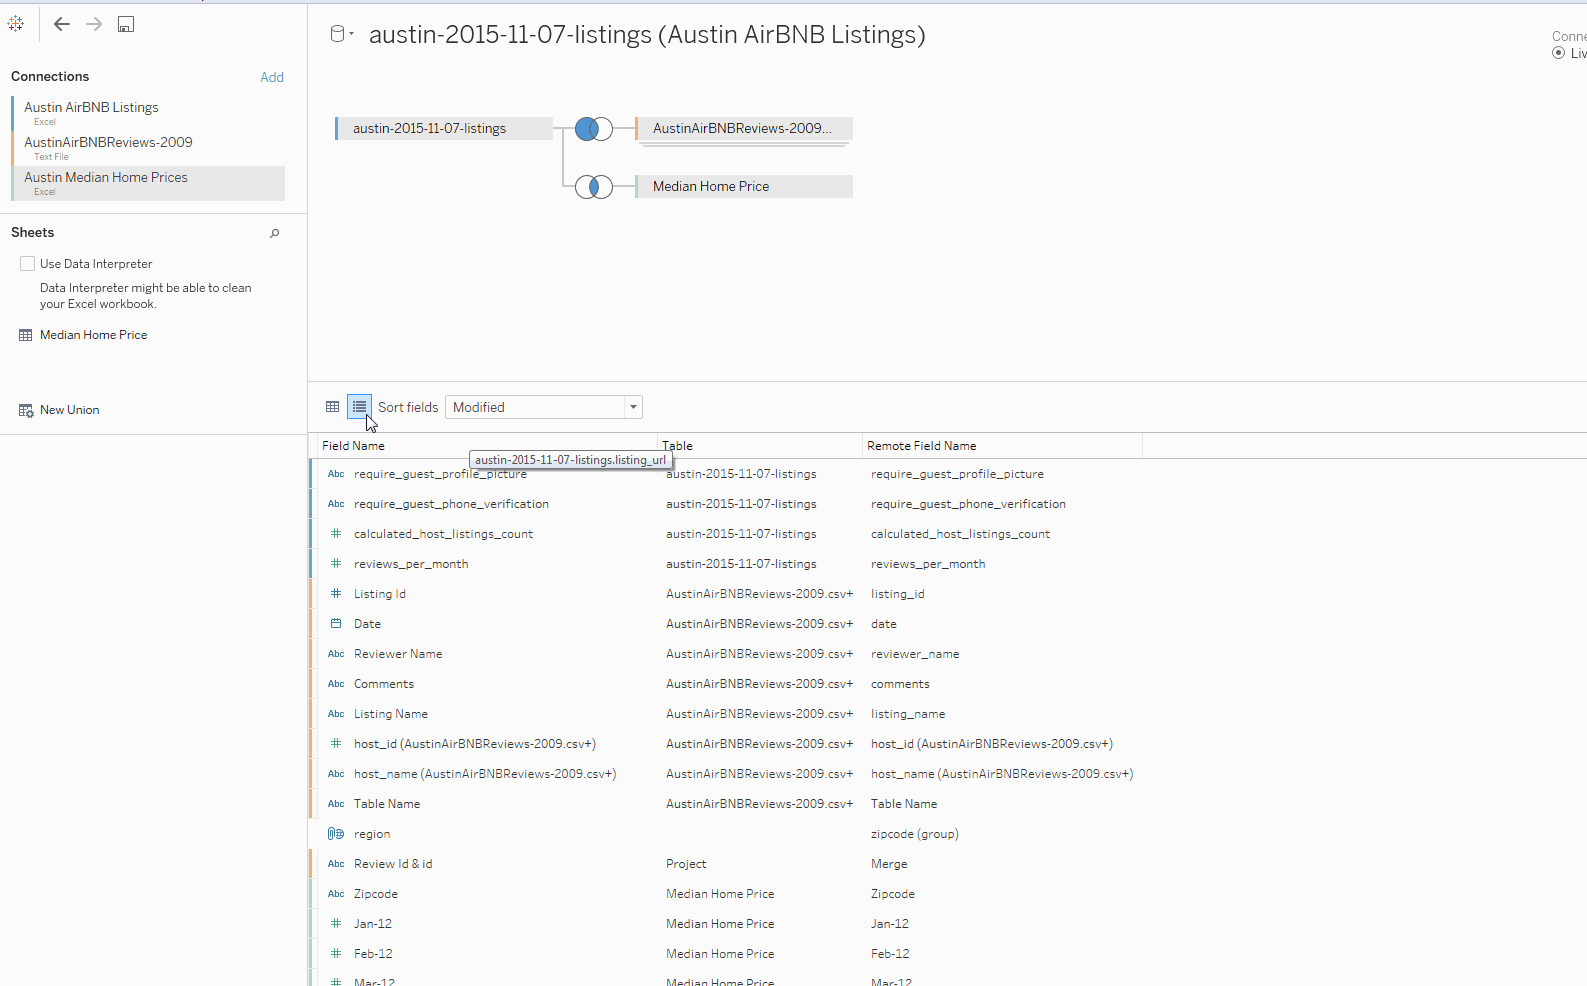 austin-2015-11-07-listings (Austin AirBNB Listings)
Connections
Add
Austin AirBNB Listings
Excel
AustinAirBNBReviews-2009
Text File
Austin Median Home Prices
Excel
Sheets
Use Data Interpreter
Data Interpreter might be able to clean
your Excel workbook.
Median Home Price
New Union
Conne
Liv
austin-2015-11-07-listings
AustinAirBNBReviews-2009...
Median Home Price
Sort fields Modified
Field Name Table Remote Field Name
austin-2015-11-07-listings.listing_url
Abc require_guest_profile_picture austin-2015-11-07-listings require_guest_profile_picture
Abc require_guest_phone_verification austin-2015-11-07-listings require_guest_phone_verification
# calculated_host_listings_count austin-2015-11-07-listings calculated_host_listings_count
# reviews_per_month austin-2015-11-07-listings reviews_per_month
# Listing Id AustinAirBNBReviews-2009.csv+ listing_id
Date AustinAirBNBReviews-2009.csv+ date
Abc Reviewer Name AustinAirBNBReviews-2009.csv+ reviewer_name
Abc Comments AustinAirBNBReviews-2009.csv+ comments
Abc Listing Name AustinAirBNBReviews-2009.csv+ listing_name
# host_id (AustinAirBNBReviews-2009.csv+) AustinAirBNBReviews-2009.csv+ host_id (AustinAirBNBReviews-2009.csv+)
Abc host_name (AustinAirBNBReviews-2009.csv+) AustinAirBNBReviews-2009.csv+ host_name (AustinAirBNBReviews-2009.csv+)
Abc Table Name AustinAirBNBReviews-2009.csv+ Table Name
region zipcode (group)
Abc Review Id & id Project Merge
Abc Zipcode Median Home Price Zipcode
# Jan-12 Median Home Price Jan-12
# Feb-12 Median Home Price Feb-12
# Mar-12 Median Home Price Mar-12